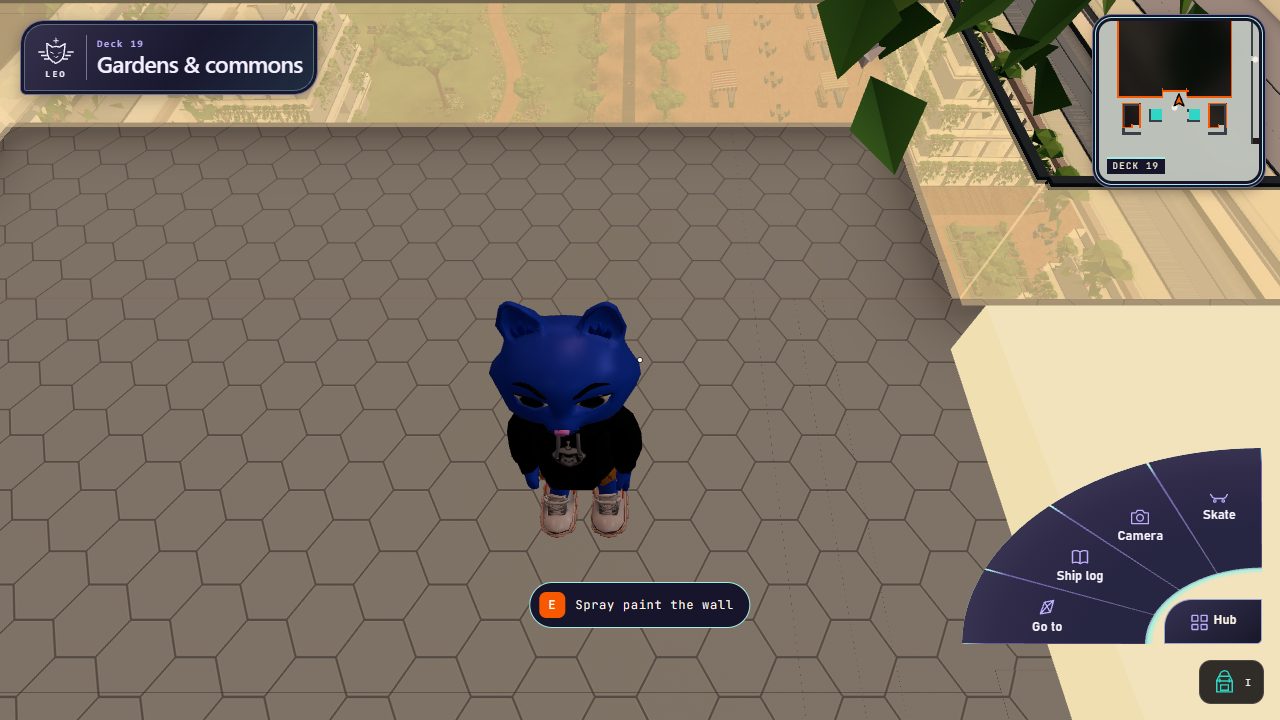 Deck 19
Gardens & commons
LEO
DECK 19
Skate
Camera
Ship log
Go to
Hub
E Spray paint the wall
I